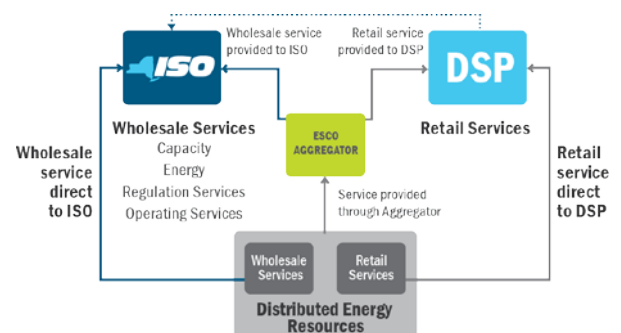 Wholesale service
provided to ISO
Retail service
provided to DSP
ISO
DSP
Wholesale Services
Capacity
Energy
Regulation Services
Operating Services
ESCO
AGGREGATOR
Retail Services
Wholesale
service
direct
to ISO
Retail
service
direct
to DSP
Service provided
through Aggregator
Wholesale
Services
Retail
Services
Distributed Energy
Resources